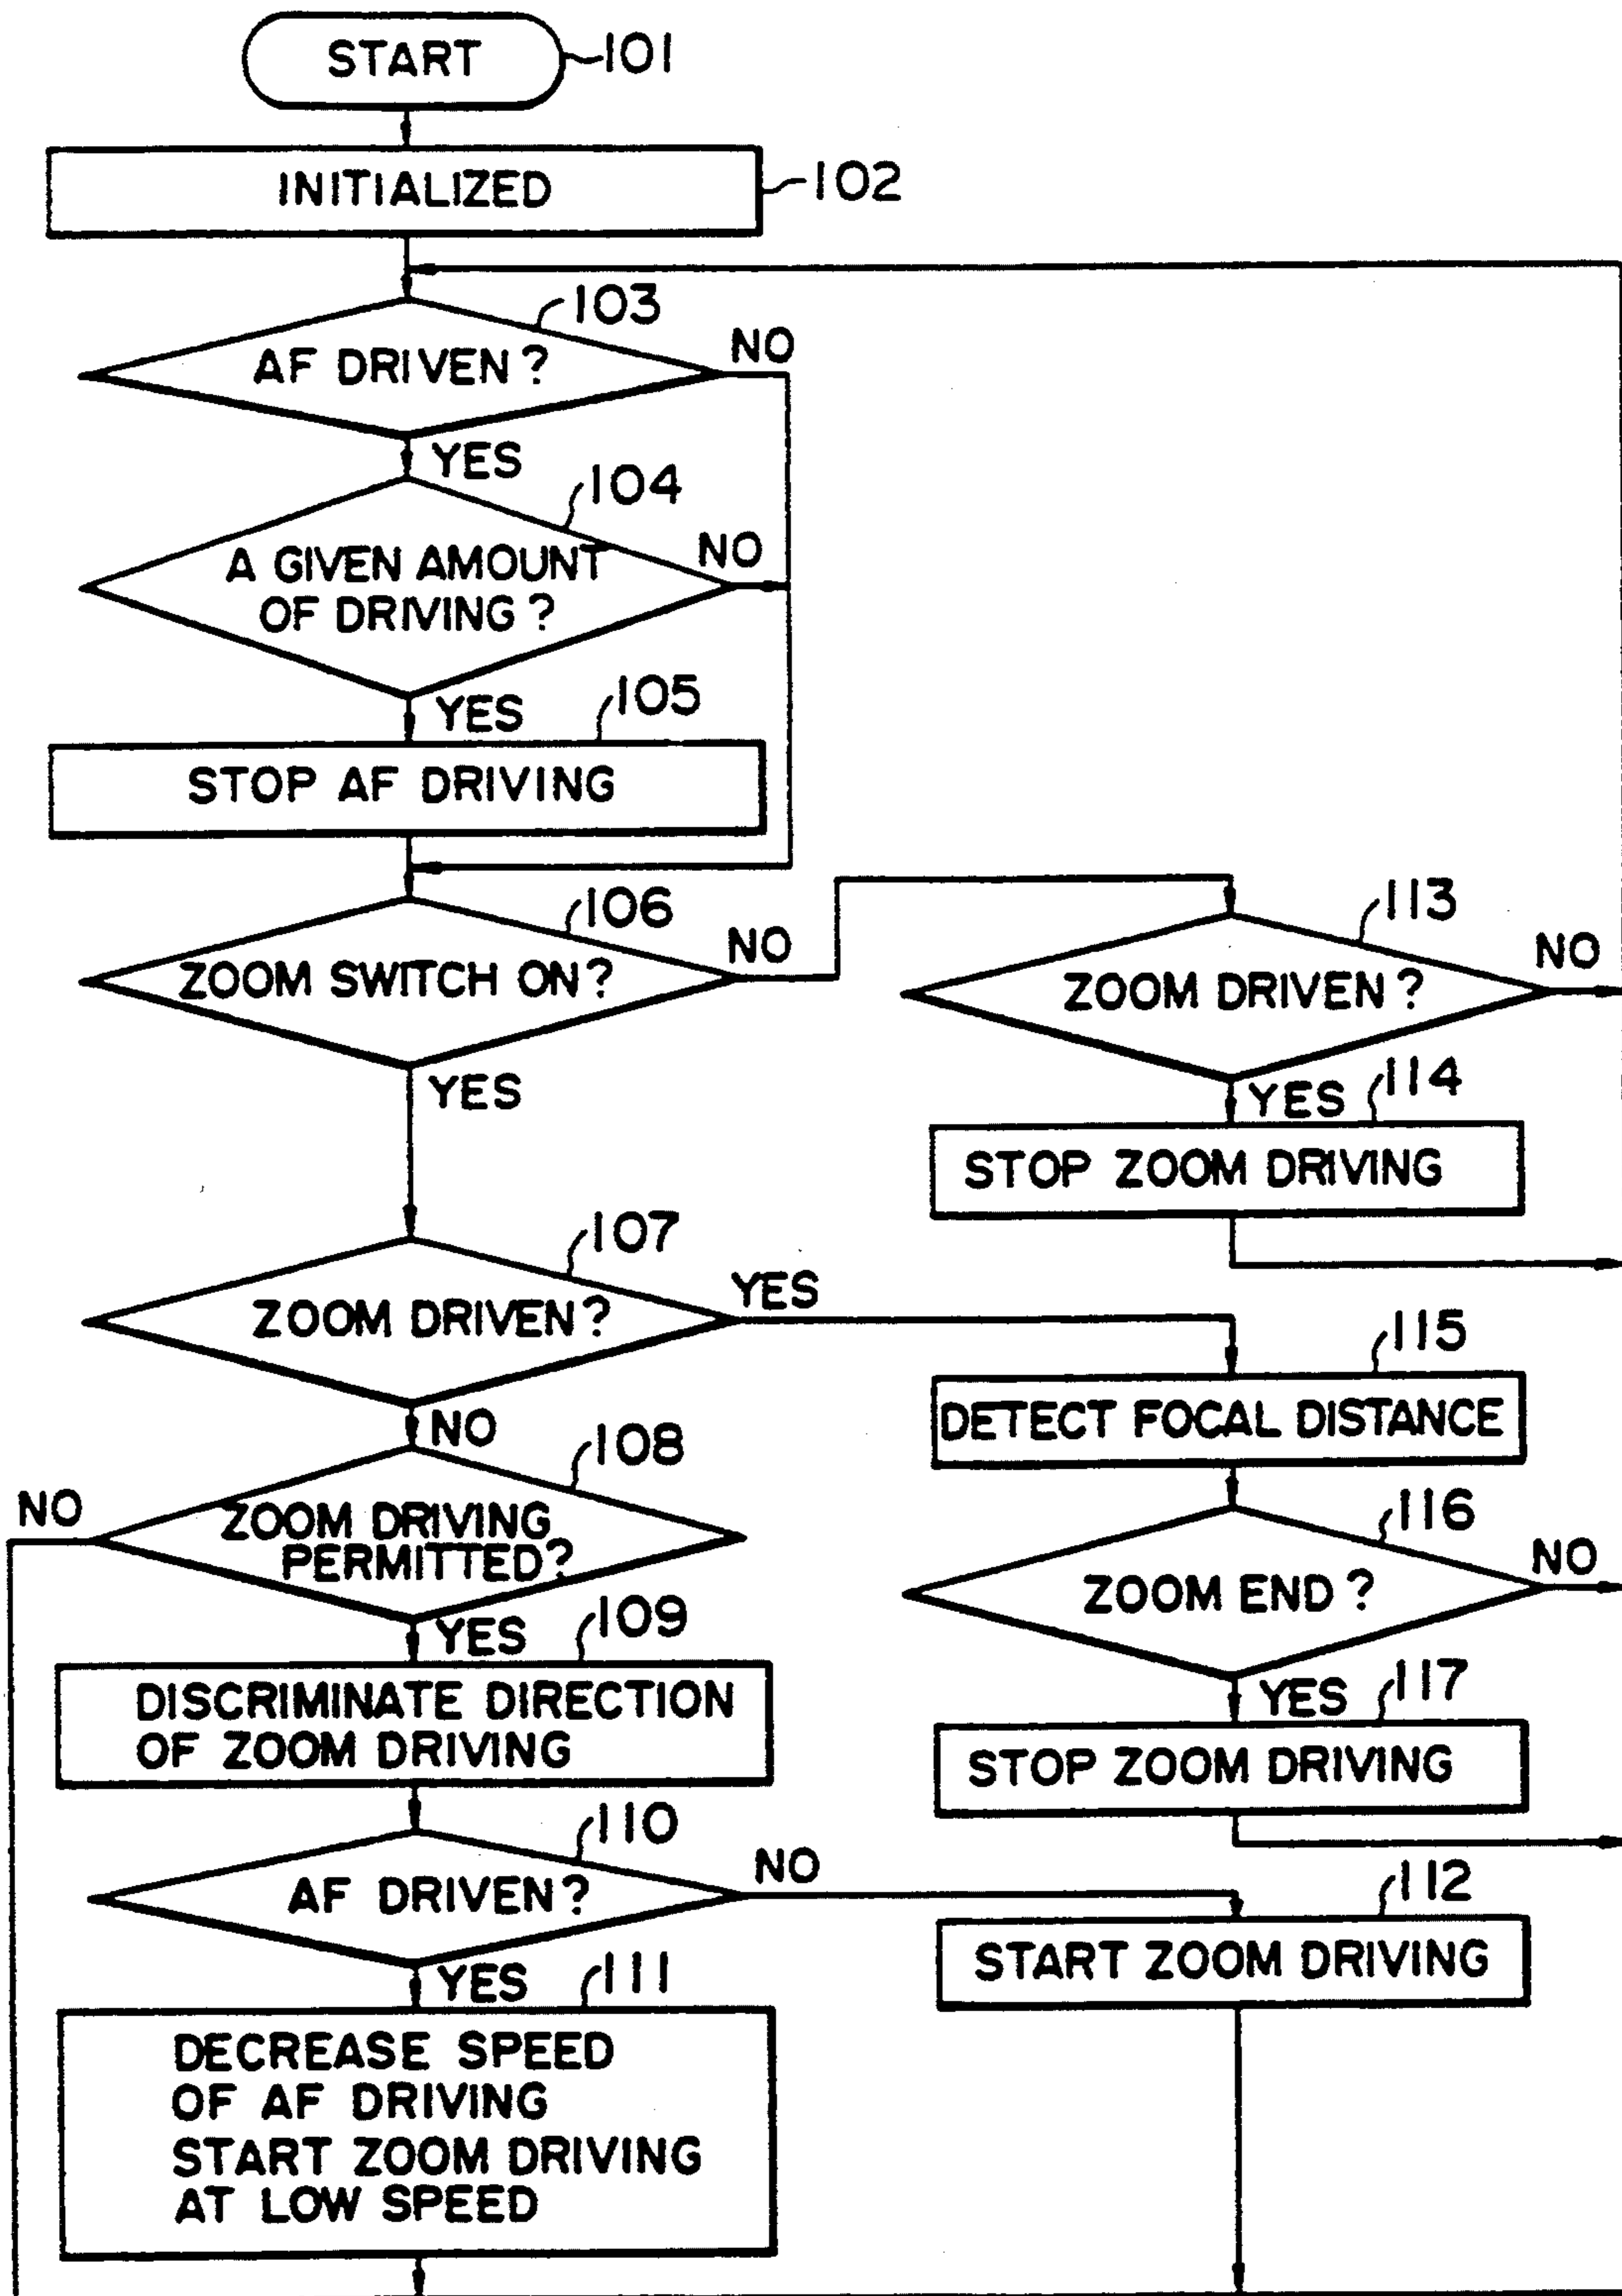 START
101
INITIALIZED
102
103
AF DRIVEN?
NO
YES
104
A GIVEN AMOUNT
OF DRIVING?
NO
YES
105
STOP AF DRIVING
106
ZOOM SWITCH ON?
NO
YES
113
ZOOM DRIVEN?
NO
YES
114
STOP ZOOM DRIVING
107
ZOOM DRIVEN?
YES
NO
115
DETECT FOCAL DISTANCE
108
NO
ZOOM DRIVING
PERMITTED?
YES
116
ZOOM END?
NO
YES
117
STOP ZOOM DRIVING
109
DISCRIMINATE DIRECTION
OF ZOOM DRIVING
110
AF DRIVEN?
NO
YES
112
START ZOOM DRIVING
111
DECREASE SPEED
OF AF DRIVING
START ZOOM DRIVING
AT LOW SPEED